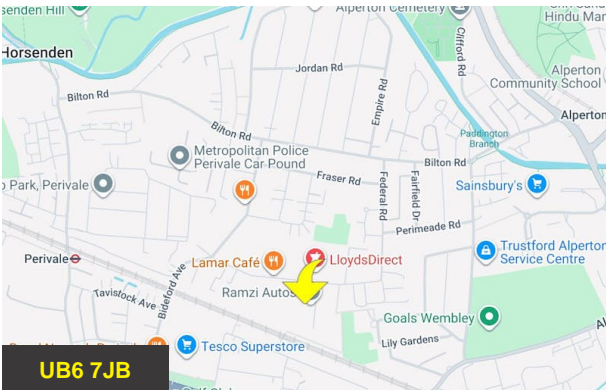 senden Hill
Alperton Cemetery
Hindu Man
Horsenden
Clifford Rd
Jordan Rd
Alperton
Community School
Bilton Rd
Empire Rd
Alperton
Bilton Rd
Paddington
Branch
Metropolitan Police
Perivale Car Pound
Bilton Rd
Fraser Rd
Federal Rd
Fairfield Dr
Park, Perivale
Sainsbury's
Perimeade Rd
Trustford Alperton
Service Centre
Perivale
Lamar Café
LloydsDirect
Bideford Ave
Tavistock Ave
Ramzi Autos
Goals Wembley
Lily Gardens
Tesco Superstore
UB6 7JB